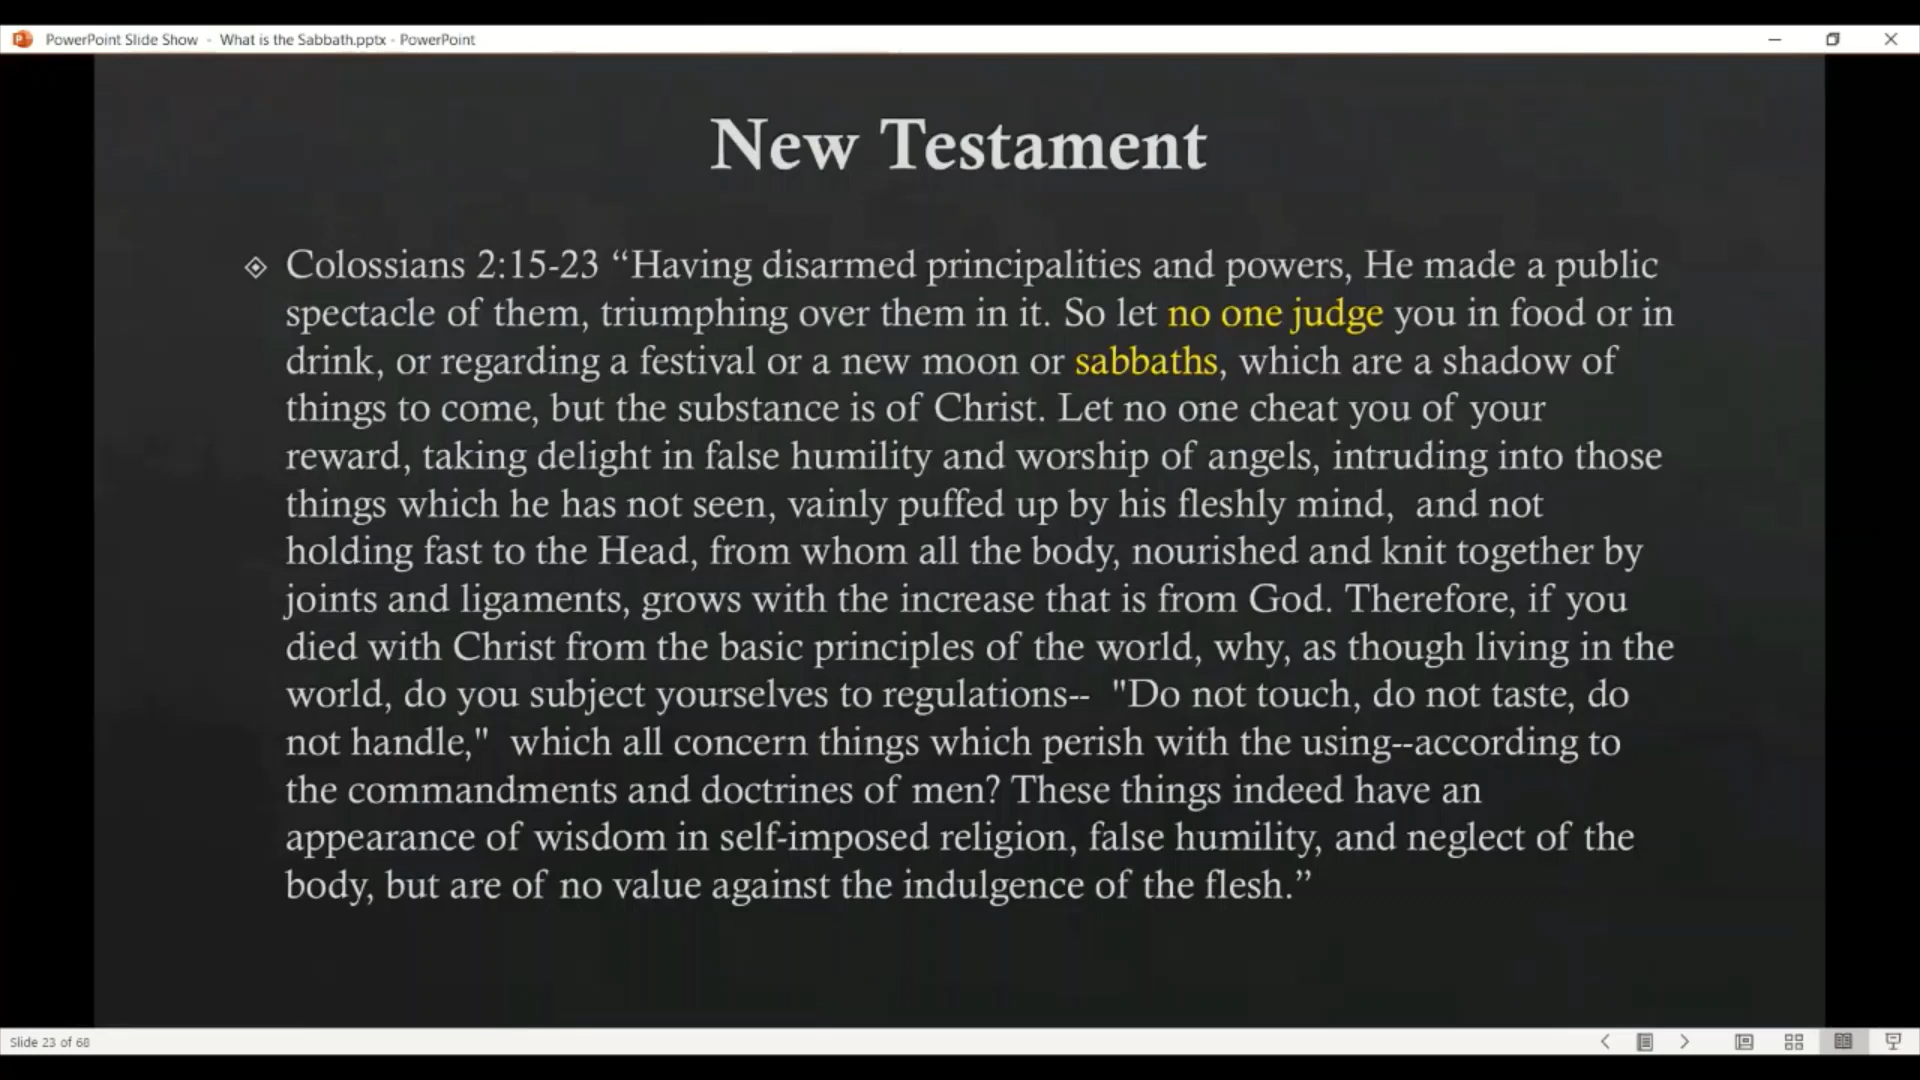 PowerPoint Slide Show - What is the Sabbath.pptx - PowerPoint
New Testament
Colossians 2:15-23 “Having disarmed principalities and powers, He made a public
spectacle of them, triumphing over them in it. So let no one judge you in food or in
drink, or regarding a festival or a new moon or sabbaths, which are a shadow of
things to come, but the substance is of Christ. Let no one cheat you of your
reward, taking delight in false humility and worship of angels, intruding into those
things which he has not seen, vainly puffed up by his fleshly mind,  and not
holding fast to the Head, from whom all the body, nourished and knit together by
joints and ligaments, grows with the increase that is from God. Therefore, if you
died with Christ from the basic principles of the world, why, as though living in the
world, do you subject yourselves to regulations--  "Do not touch, do not taste, do
not handle,"  which all concern things which perish with the using--according to
the commandments and doctrines of men? These things indeed have an
appearance of wisdom in self-imposed religion, false humility, and neglect of the
body, but are of no value against the indulgence of the flesh.”
Slide 23 of 68